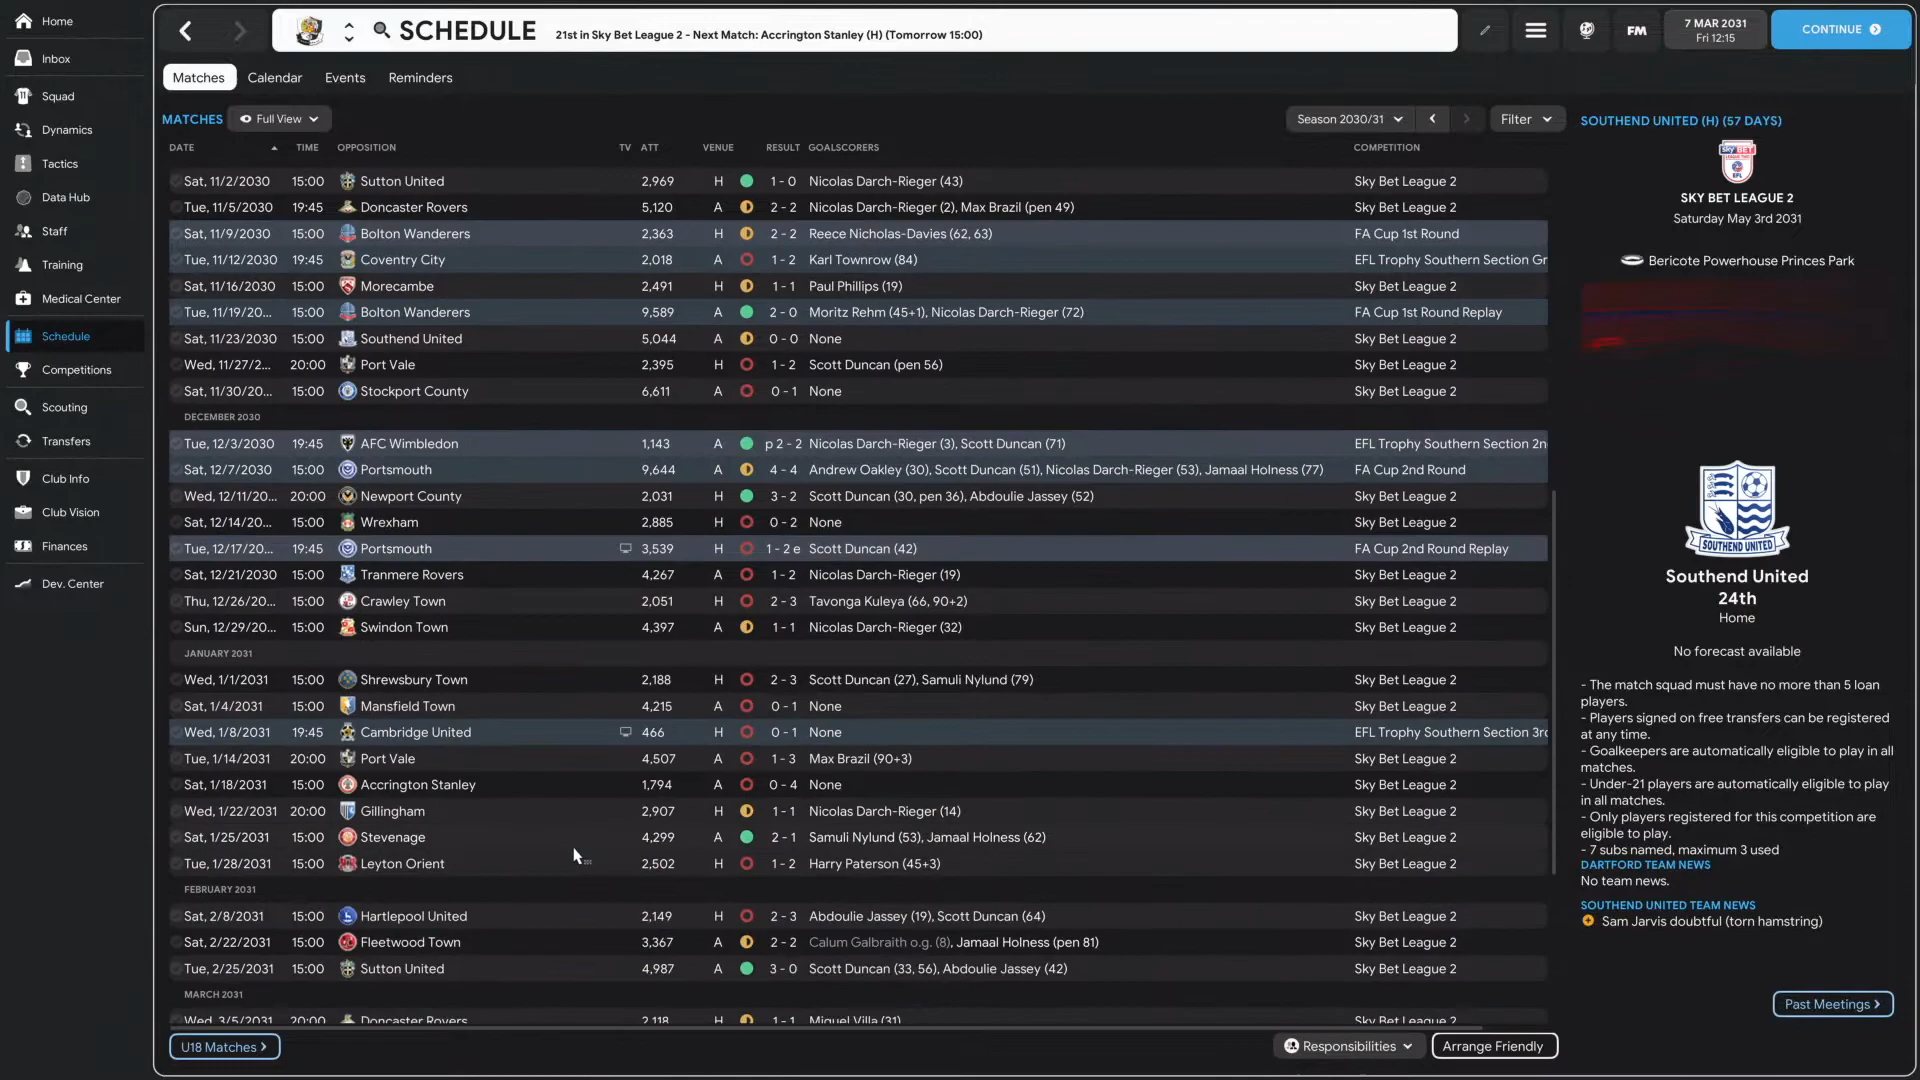 Home
Inbox
Squad
Dynamics
Tactics
Data Hub
Staff
Training
Medical Center
Schedule
Competitions
Scouting
Transfers
Club Info
Club Vision
Finances
Dev. Center
SCHEDULE
21st in Sky Bet League 2 - Next Match: Accrington Stanley (H) (Tomorrow 15:00)
FM
7 MAR 2031
Fri 12:15
CONTINUE
Matches Calendar Events Reminders
MATCHES Full View Season 2030/31 Filter
DATE TIME OPPOSITION TV ATT VENUE RESULT GOALSCORERS COMPETITION
Sat, 11/2/2030 15:00 Sutton United 2,969 H 1 - 0 Nicolas Darch-Rieger (43) Sky Bet League 2
Tue, 11/5/2030 19:45 Doncaster Rovers 5,120 A 2 - 2 Nicolas Darch-Rieger (2), Max Brazil (pen 49) Sky Bet League 2
Sat, 11/9/2030 15:00 Bolton Wanderers 2,363 H 2 - 2 Reece Nicholas-Davies (62, 63) FA Cup 1st Round
Tue, 11/12/2030 19:45 Coventry City 2,018 A 1 - 2 Karl Townrow (84) EFL Trophy Southern Section Gr
Sat, 11/16/2030 15:00 Morecambe 2,491 H 1 - 1 Paul Phillips (19) Sky Bet League 2
Tue, 11/19/20... 15:00 Bolton Wanderers 9,589 A 2 - 0 Moritz Rehm (45+1), Nicolas Darch-Rieger (72) FA Cup 1st Round Replay
Sat, 11/23/2030 15:00 Southend United 5,044 A 0 - 0 None Sky Bet League 2
Wed, 11/27/2... 20:00 Port Vale 2,395 H 1 - 2 Scott Duncan (pen 56) Sky Bet League 2
Sat, 11/30/20... 15:00 Stockport County 6,611 A 0 - 1 None Sky Bet League 2
DECEMBER 2030
Tue, 12/3/2030 19:45 AFC Wimbledon 1,143 A p 2 - 2 Nicolas Darch-Rieger (3), Scott Duncan (71) EFL Trophy Southern Section 2n
Sat, 12/7/2030 15:00 Portsmouth 9,644 A 4 - 4 Andrew Oakley (30), Scott Duncan (51), Nicolas Darch-Rieger (53), Jamaal Holness (77) FA Cup 2nd Round
Wed, 12/11/20... 20:00 Newport County 2,031 H 3 - 2 Scott Duncan (30, pen 36), Abdoulie Jassey (52) Sky Bet League 2
Sat, 12/14/20... 15:00 Wrexham 2,885 H 0 - 2 None Sky Bet League 2
Tue, 12/17/20... 19:45 Portsmouth 3,539 H 1 - 2 e Scott Duncan (42) FA Cup 2nd Round Replay
Sat, 12/21/2030 15:00 Tranmere Rovers 4,267 A 1 - 2 Nicolas Darch-Rieger (19) Sky Bet League 2
Thu, 12/26/20... 15:00 Crawley Town 2,051 H 2 - 3 Tavonga Kuleya (66, 90+2) Sky Bet League 2
Sun, 12/29/20... 15:00 Swindon Town 4,397 A 1 - 1 Nicolas Darch-Rieger (32) Sky Bet League 2
JANUARY 2031
Wed, 1/1/2031 15:00 Shrewsbury Town 2,188 H 2 - 3 Scott Duncan (27), Samuli Nylund (79) Sky Bet League 2
Sat, 1/4/2031 15:00 Mansfield Town 4,215 A 0 - 1 None Sky Bet League 2
Wed, 1/8/2031 19:45 Cambridge United 466 H 0 - 1 None EFL Trophy Southern Section 3rd
Tue, 1/14/2031 20:00 Port Vale 4,507 A 1 - 3 Max Brazil (90+3) Sky Bet League 2
Sat, 1/18/2031 15:00 Accrington Stanley 1,794 A 0 - 4 None Sky Bet League 2
Wed, 1/22/2031 20:00 Gillingham 2,907 H 1 - 1 Nicolas Darch-Rieger (14) Sky Bet League 2
Sat, 1/25/2031 15:00 Stevenage 4,299 A 2 - 1 Samuli Nylund (53), Jamaal Holness (62) Sky Bet League 2
Tue, 1/28/2031 15:00 Leyton Orient 2,502 H 1 - 2 Harry Paterson (45+3) Sky Bet League 2
FEBRUARY 2031
Sat, 2/8/2031 15:00 Hartlepool United 2,149 H 2 - 3 Abdoulie Jassey (19), Scott Duncan (64) Sky Bet League 2
Sat, 2/22/2031 15:00 Fleetwood Town 3,367 A 2 - 2 Calum Galbraith o.g. (8), Jamaal Holness (pen 81) Sky Bet League 2
Tue, 2/25/2031 15:00 Sutton United 4,987 A 3 - 0 Scott Duncan (33, 56), Abdoulie Jassey (42) Sky Bet League 2
MARCH 2031
Wed, 3/5/2031 20:00 Doncaster Rovers 2,118 H 1 - 1 Miguel Villa (31) Sky Bet League 2
U18 Matches Responsibilities Arrange Friendly
SOUTHEND UNITED (H) (57 DAYS)
sky BET
EFL
SKY BET LEAGUE 2
Saturday May 3rd 2031
Bericote Powerhouse Princes Park
SOUTHEND UNITED
Southend United
24th
Home
No forecast available
- The match squad must have no more than 5 loan
players.
- Players signed on free transfers can be registered
at any time.
- Goalkeepers are automatically eligible to play in all
matches.
- Under-21 players are automatically eligible to play
in all matches.
- Only players registered for this competition are
eligible to play.
- 7 subs named, maximum 3 used
DARTFORD TEAM NEWS
No team news.
SOUTHEND UNITED TEAM NEWS
Sam Jarvis doubtful (torn hamstring)
Past Meetings